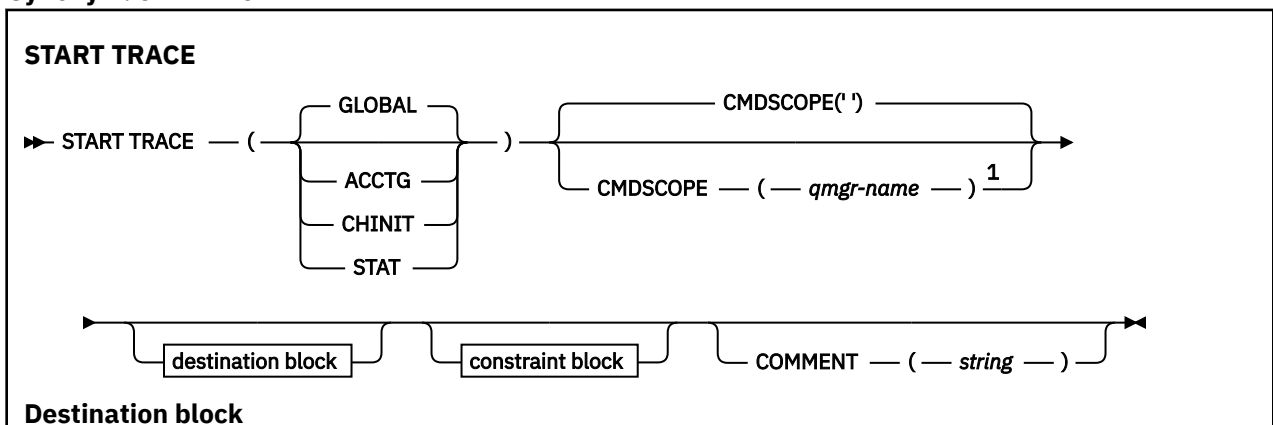 START TRACE
GLOBAL
CMDSCOPE(' ')
START TRACE ( )
ACCTG
CMDSCOPE ( qmgr-name ) 1
CHINIT
STAT
destination block
constraint block
COMMENT ( string )
Destination block